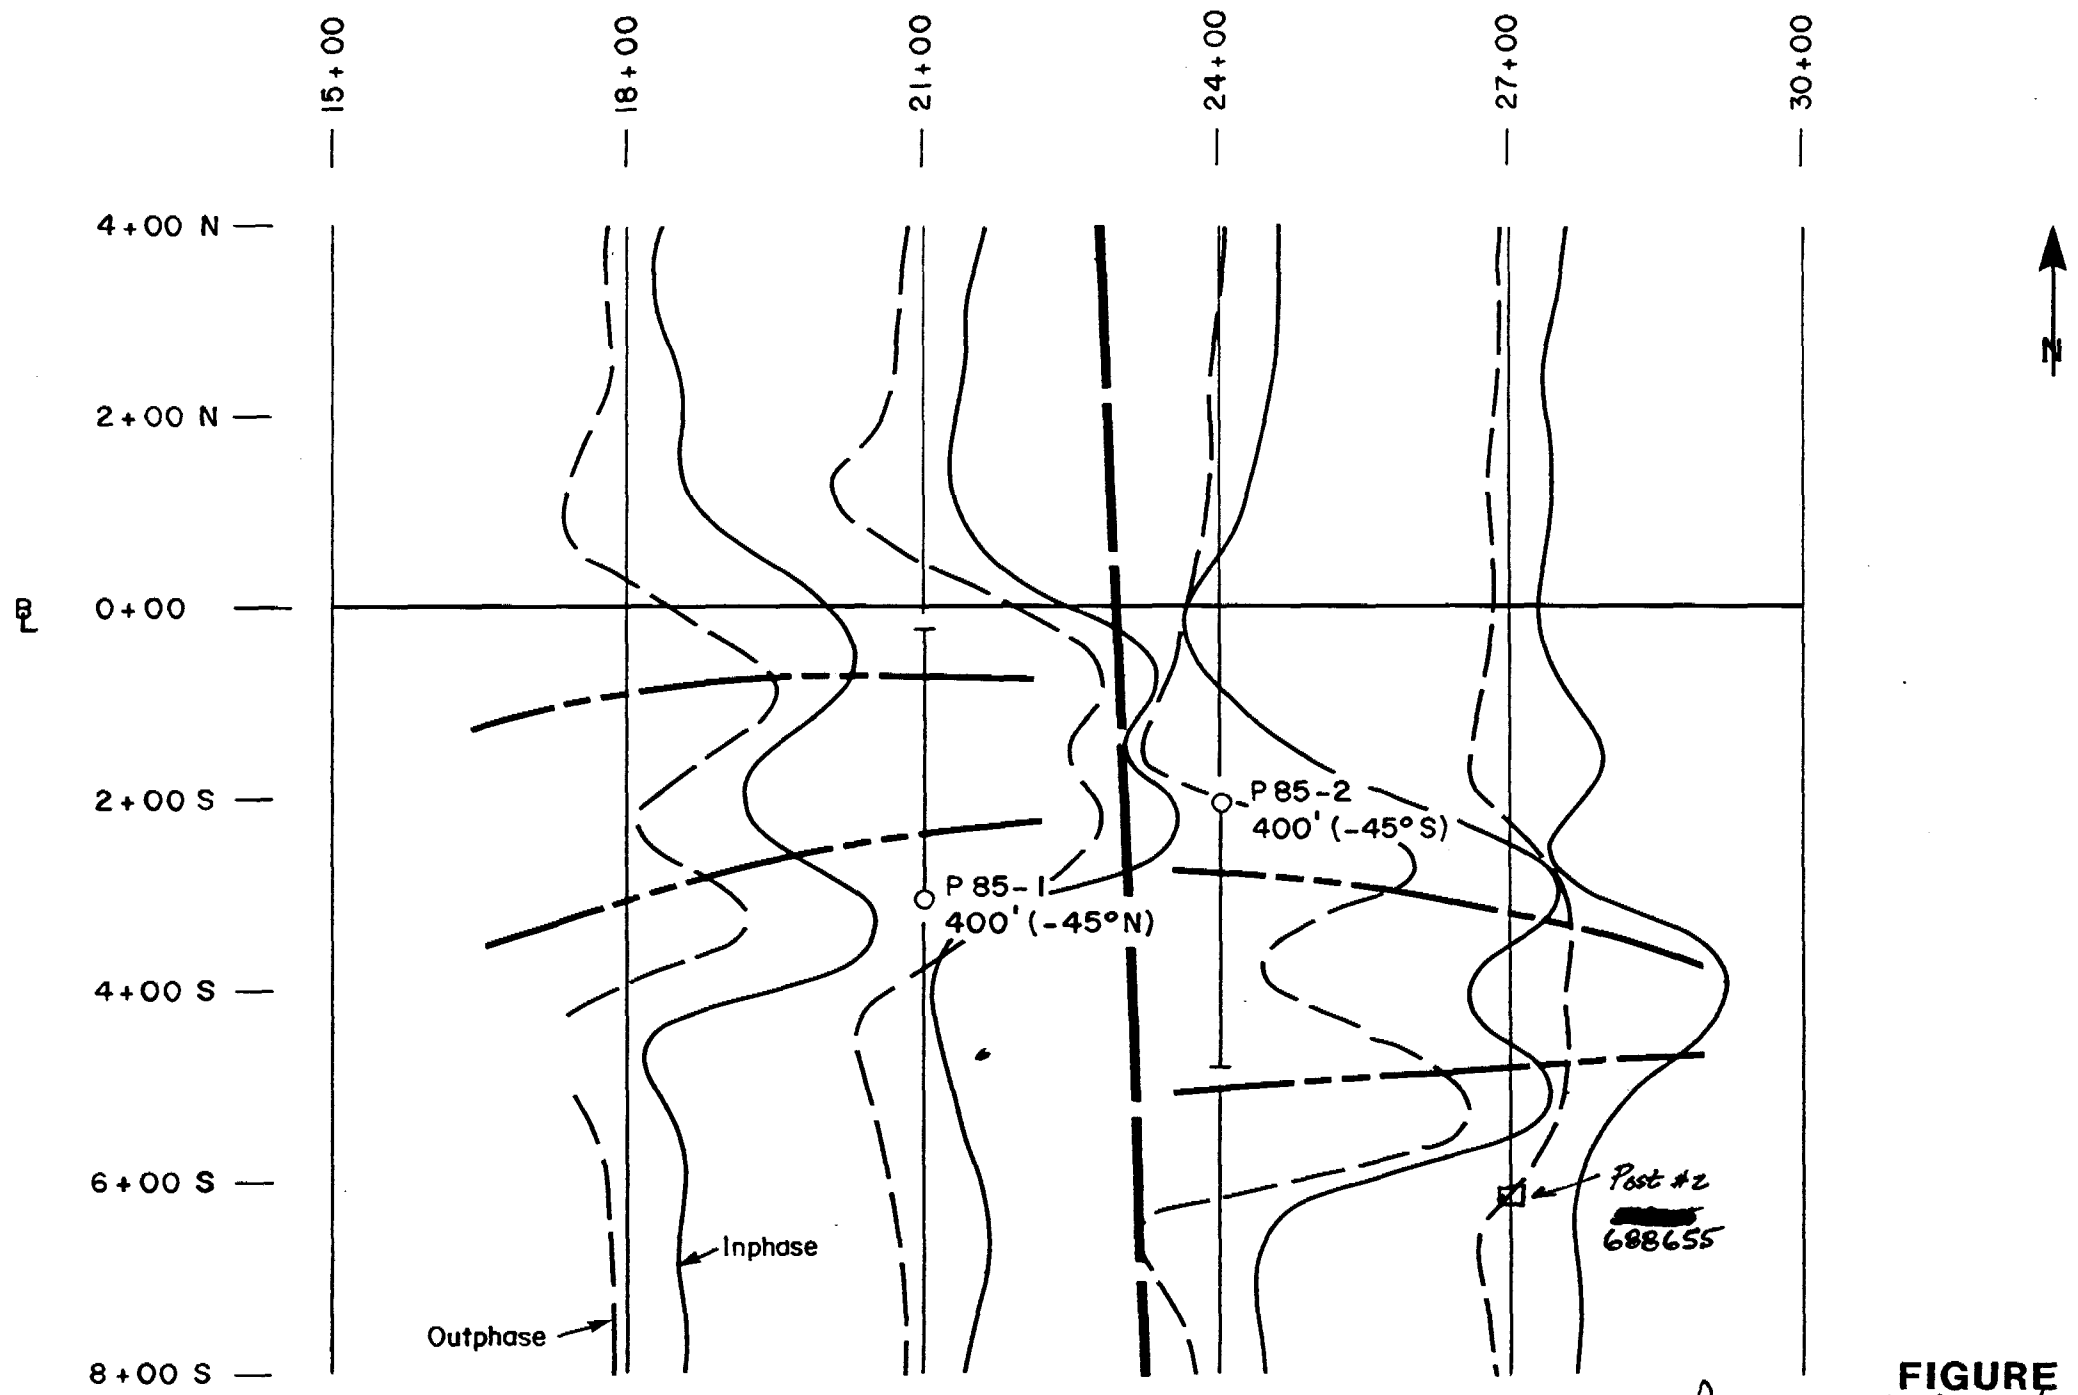 15+00
18+00
21+00
24+00
27+00
30+00
4+00 N
2+00 N
BL 0+00
2+00 S
4+00 S
6+00 S
8+00 S
N
P 85-2
400' (-45° S)
P 85-1
400' (-45° N)
Post #2
688655
Inphase
Outphase
FIGURE